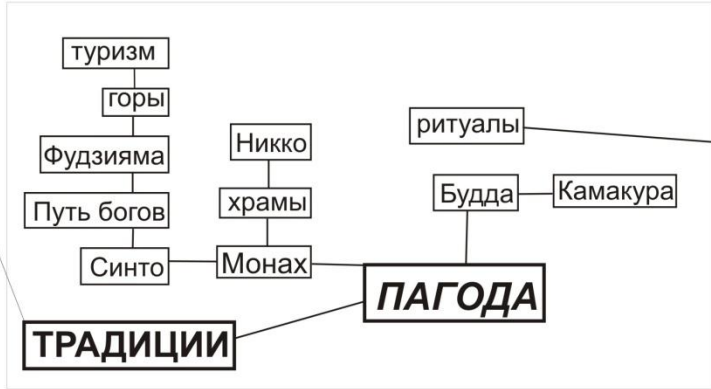 туризм
горы
Фудзияма
Путь богов
Синто
Никко
храмы
Монах
ритуалы
Будда
Камакура
ПАГОДА
ТРАДИЦИИ